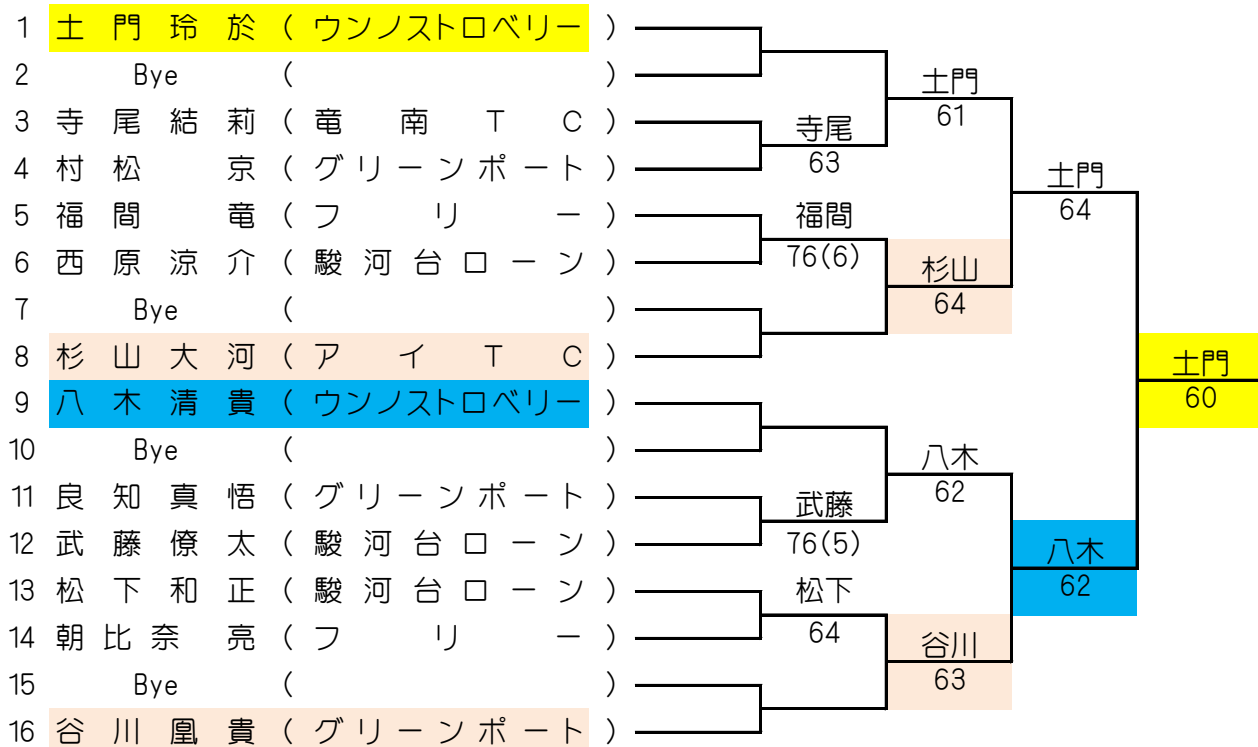 1 土門玲於 ( ウンノストロベリー )
2 Bye ( )
3 寺尾結莉 ( 竜南TC )
4 村松 京 ( グリーンポート )
5 福間 竜 ( フリー )
6 西原涼介 ( 駿河台ローン )
7 Bye ( )
8 杉山大河 ( アイTC )
9 八木清貴 ( ウンノストロベリー )
10 Bye ( )
11 良知真悟 ( グリーンポート )
12 武藤僚太 ( 駿河台ローン )
13 松下和正 ( 駿河台ローン )
14 朝比奈 亮 ( フリー )
15 Bye ( )
16 谷川凰貴 ( グリーンポート )
寺尾
63
福間
76(6)
武藤
76(5)
松下
64
土門
61
杉山
64
八木
62
谷川
63
土門
64
八木
62
土門
60